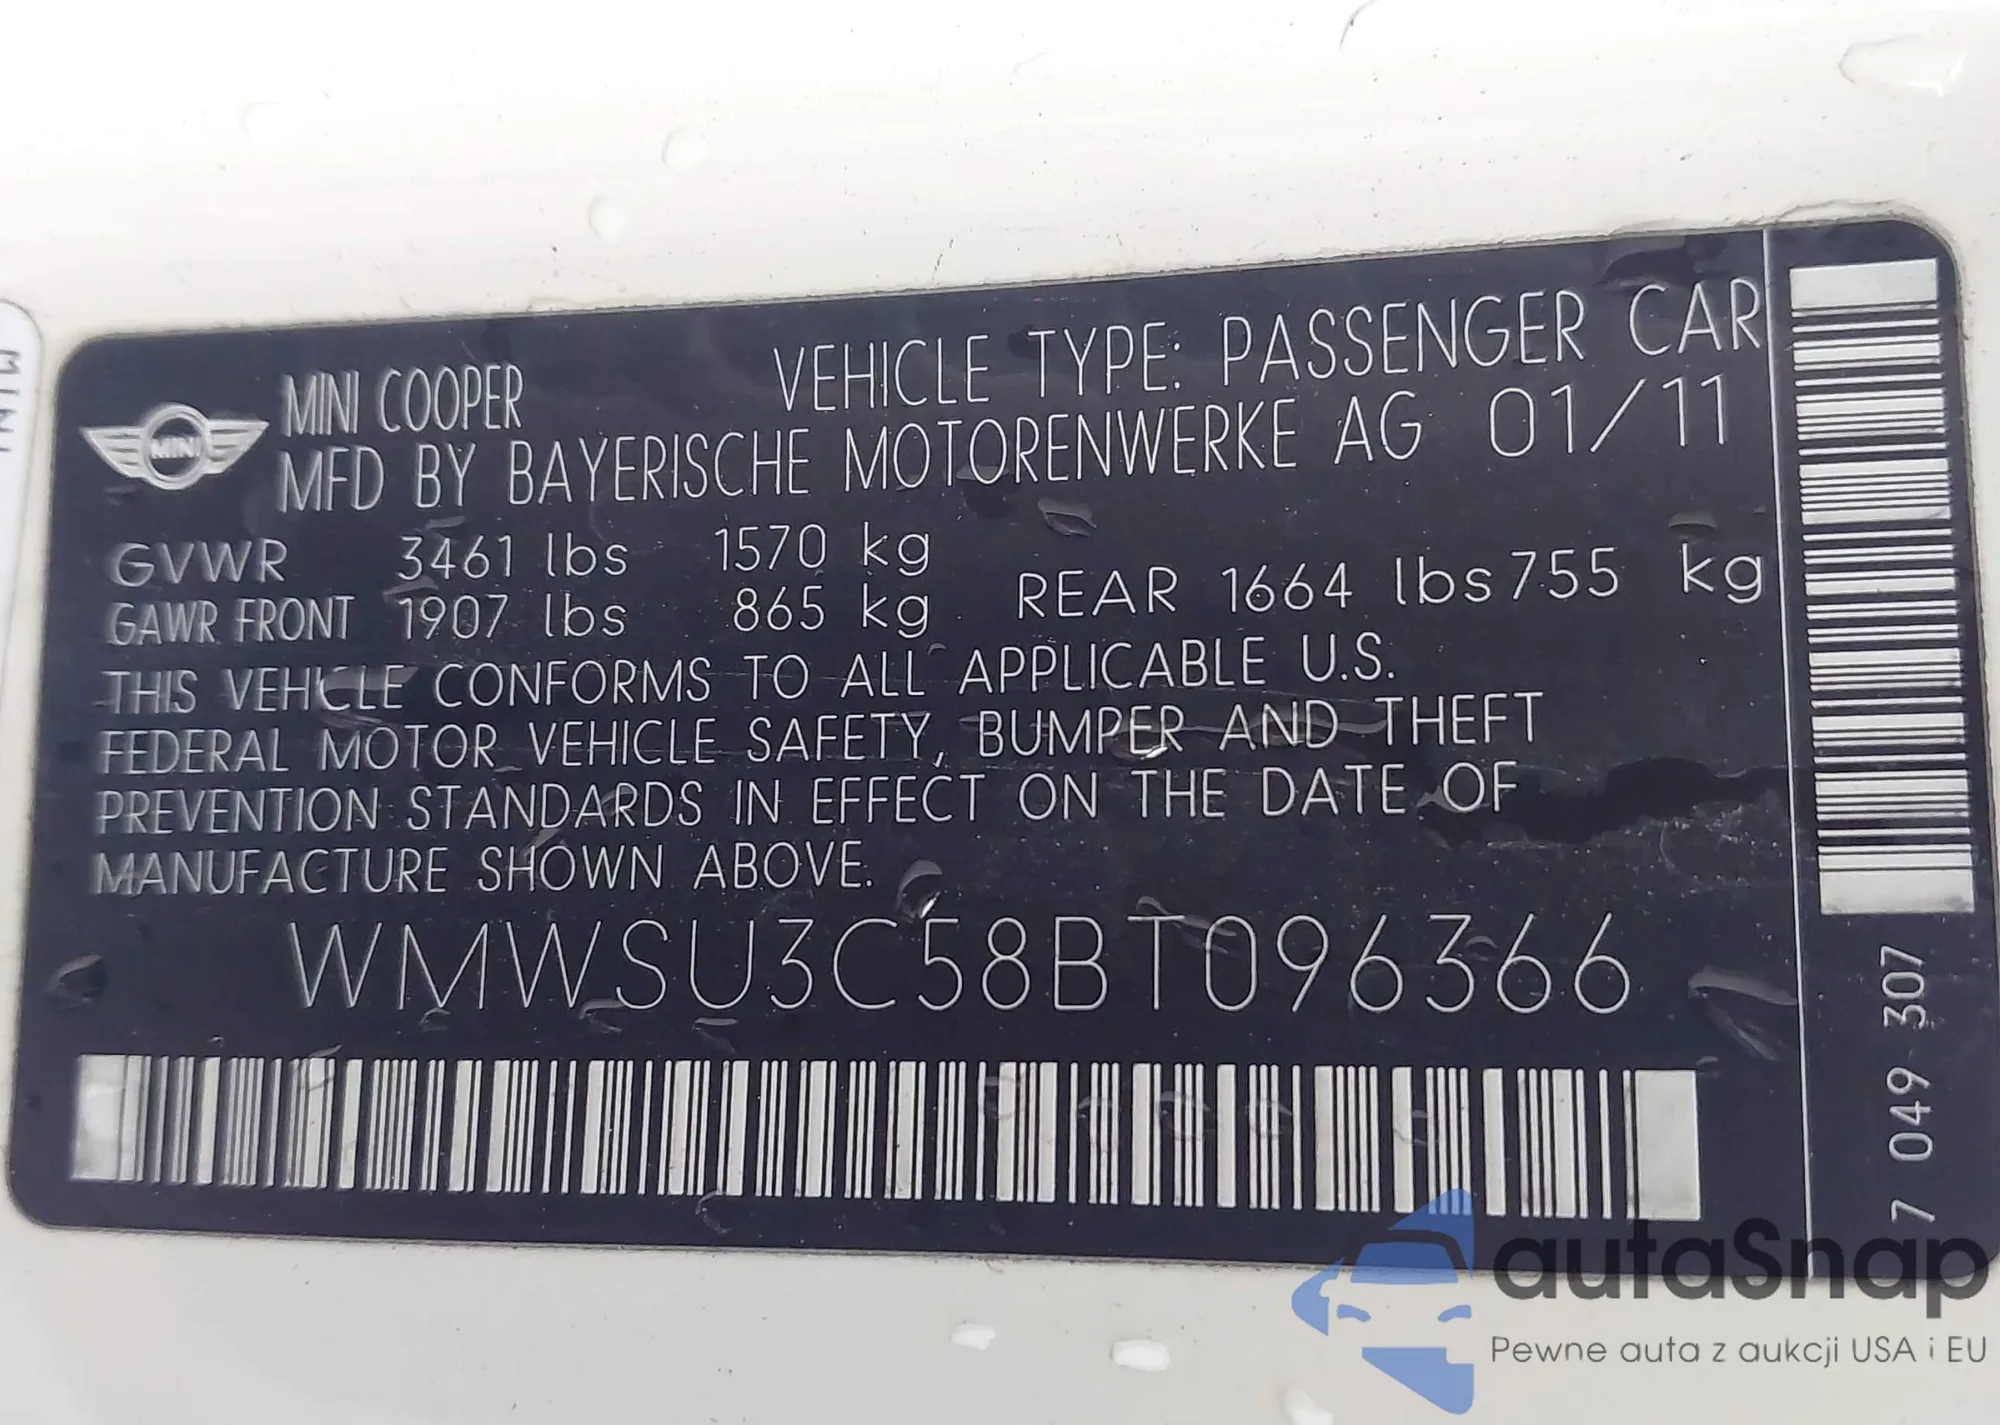 MINI
MINI COOPER VEHICLE TYPE: PASSENGER CAR
MFD BY BAYERISCHE MOTORENWERKE AG 01/11
GVWR 3461 lbs 1570 kg
GAWR FRONT 1907 lbs 865 kg REAR 1664 lbs 755 kg
THIS VEHICLE CONFORMS TO ALL APPLICABLE U.S.
FEDERAL MOTOR VEHICLE SAFETY, BUMPER AND THEFT
PREVENTION STANDARDS IN EFFECT ON THE DATE OF
MANUFACTURE SHOWN ABOVE.
WMWSU3C58BT096366
7 049 307
MINI
autaSnap
Pewne auta z aukcji USA i EU